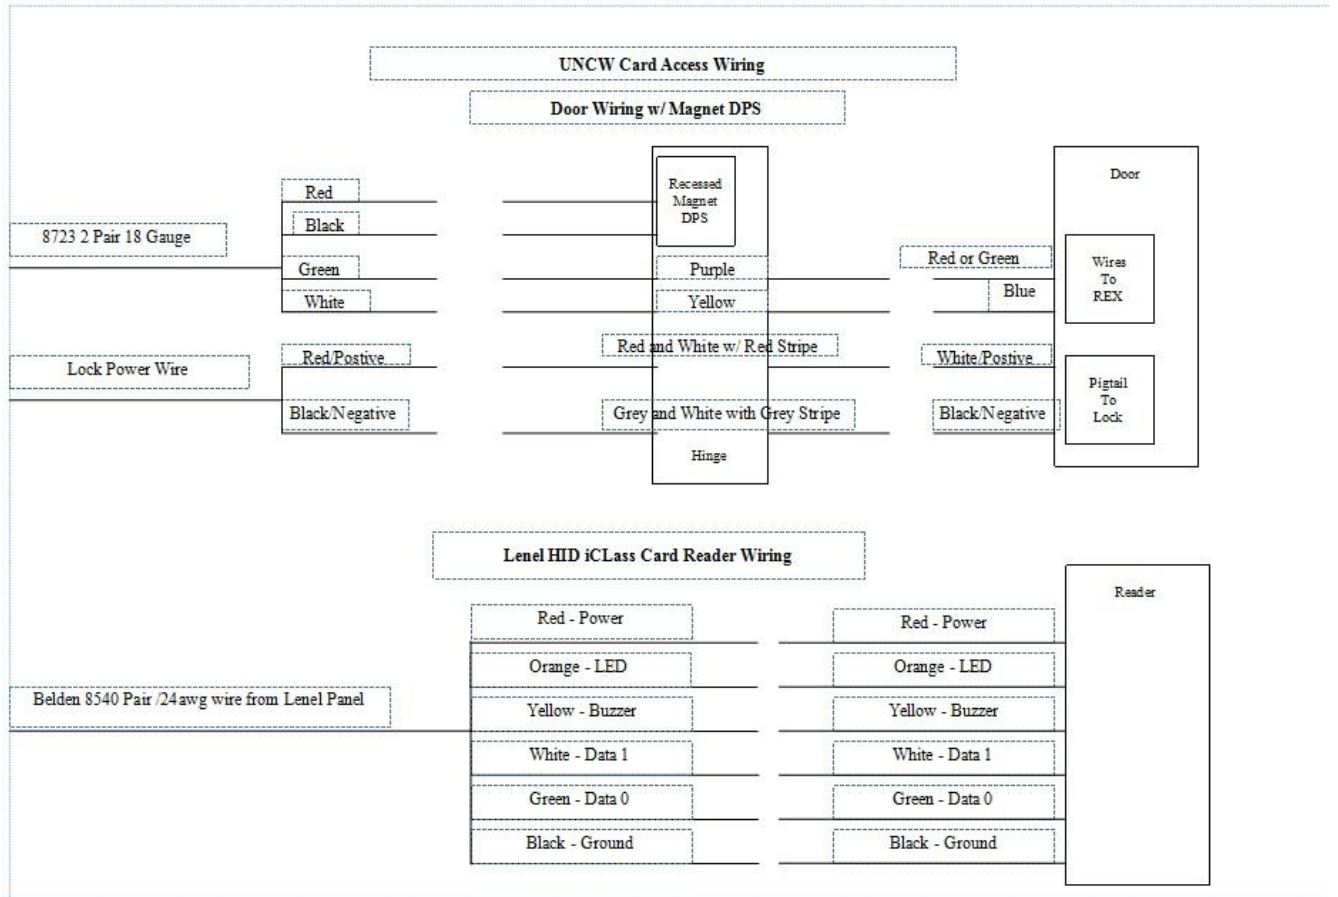 UNCW Card Access Wiring
Door Wiring w/ Magnet DPS
Red
Black
Green
White
8723 2 Pair 18 Gauge
Recessed
Magnet
DPS
Purple
Yellow
Door
Red or Green
Blue
Wires
To
REX
Lock Power Wire
Red/Postive
Black/Negative
Red and White w/ Red Stripe
Grey and White with Grey Stripe
Hinge
White/Postive
Black/Negative
Pigtail
To
Lock
Lenel HID iCLass Card Reader Wiring
Belden 8540 Pair /24awg wire from Lenel Panel
Red - Power
Orange - LED
Yellow - Buzzer
White - Data 1
Green - Data 0
Black - Ground
Red - Power
Orange - LED
Yellow - Buzzer
White - Data 1
Green - Data 0
Black - Ground
Reader